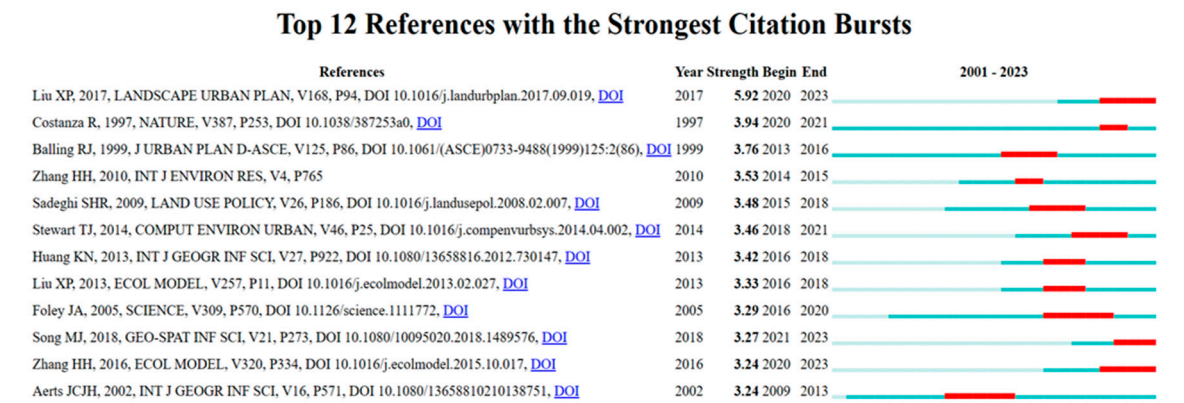 Top 12 References with the Strongest Citation Bursts
References Year Strength Begin End 2001 - 2023
Liu XP, 2017, LANDSCAPE URBAN PLAN, V168, P94, DOI 10.1016/j.landurbplan.2017.09.019, DOI 2017 5.92 2020 2023
Costanza R, 1997, NATURE, V387, P253, DOI 10.1038/387253a0, DOI 1997 3.94 2020 2021
Balling RJ, 1999, J URBAN PLAN D-ASCE, V125, P86, DOI 10.1061/(ASCE)0733-9488(1999)125:2(86), DOI 1999 3.76 2013 2016
Zhang HH, 2010, INT J ENVIRON RES, V4, P765 2010 3.53 2014 2015
Sadeghi SHR, 2009, LAND USE POLICY, V26, P186, DOI 10.1016/j.landusepol.2008.02.007, DOI 2009 3.48 2015 2018
Stewart TJ, 2014, COMPUT ENVIRON URBAN, V46, P25, DOI 10.1016/j.compenvurbsys.2014.04.002, DOI 2014 3.46 2018 2021
Huang KN, 2013, INT J GEOGR INF SCI, V27, P922, DOI 10.1080/13658816.2012.730147, DOI 2013 3.42 2016 2018
Liu XP, 2013, ECOL MODEL, V257, P11, DOI 10.1016/j.ecolmodel.2013.02.027, DOI 2013 3.33 2016 2018
Foley JA, 2005, SCIENCE, V309, P570, DOI 10.1126/science.1111772, DOI 2005 3.29 2016 2020
Song MJ, 2018, GEO-SPAT INF SCI, V21, P273, DOI 10.1080/10095020.2018.1489576, DOI 2018 3.27 2021 2023
Zhang HH, 2016, ECOL MODEL, V320, P334, DOI 10.1016/j.ecolmodel.2015.10.017, DOI 2016 3.24 2020 2023
Aerts JCJH, 2002, INT J GEOGR INF SCI, V16, P571, DOI 10.1080/13658810210138751, DOI 2002 3.24 2009 2013